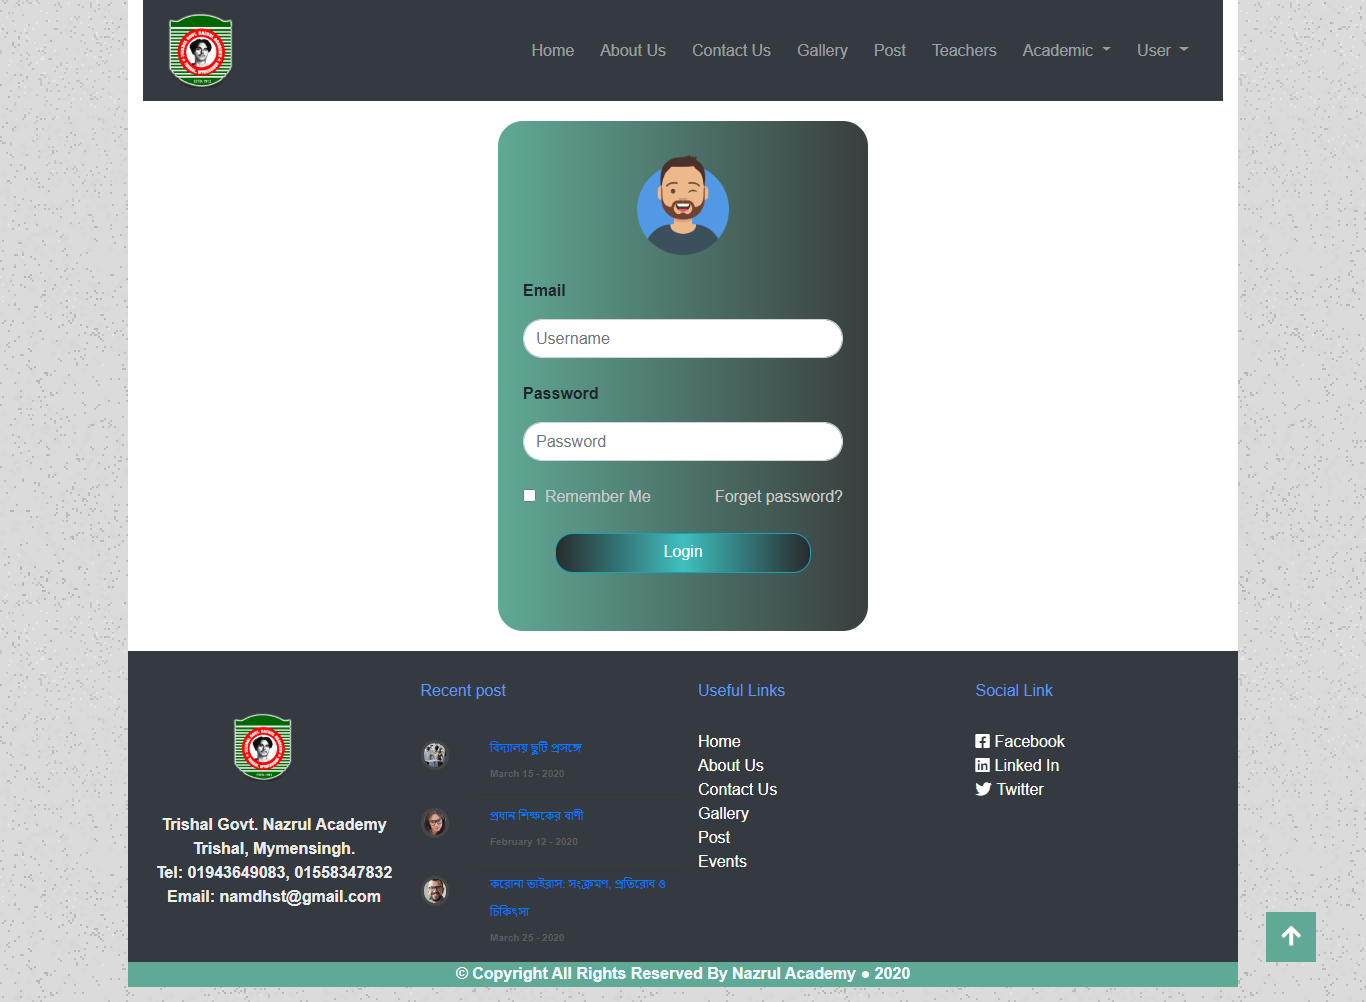 Home About Us Contact Us Gallery Post Teachers Academic User
Email
Username
Password
Password
Remember Me Forget password?
Login
Trishal Govt. Nazrul Academy
Trishal, Mymensingh.
Tel: 01943649083, 01558347832
Email: namdhst@gmail.com
Recent post
বিদ্যালয় ছুটি প্রসঙ্গে
March 15 - 2020
প্রধান শিক্ষকের বাণী
February 12 - 2020
করোনা ভাইরাস: সংক্রমণ, প্রতিরোধ ও
চিকিৎসা
March 25 - 2020
Useful Links
Home
About Us
Contact Us
Gallery
Post
Events
Social Link
Facebook
Linked In
Twitter
© Copyright All Rights Reserved By Nazrul Academy ● 2020